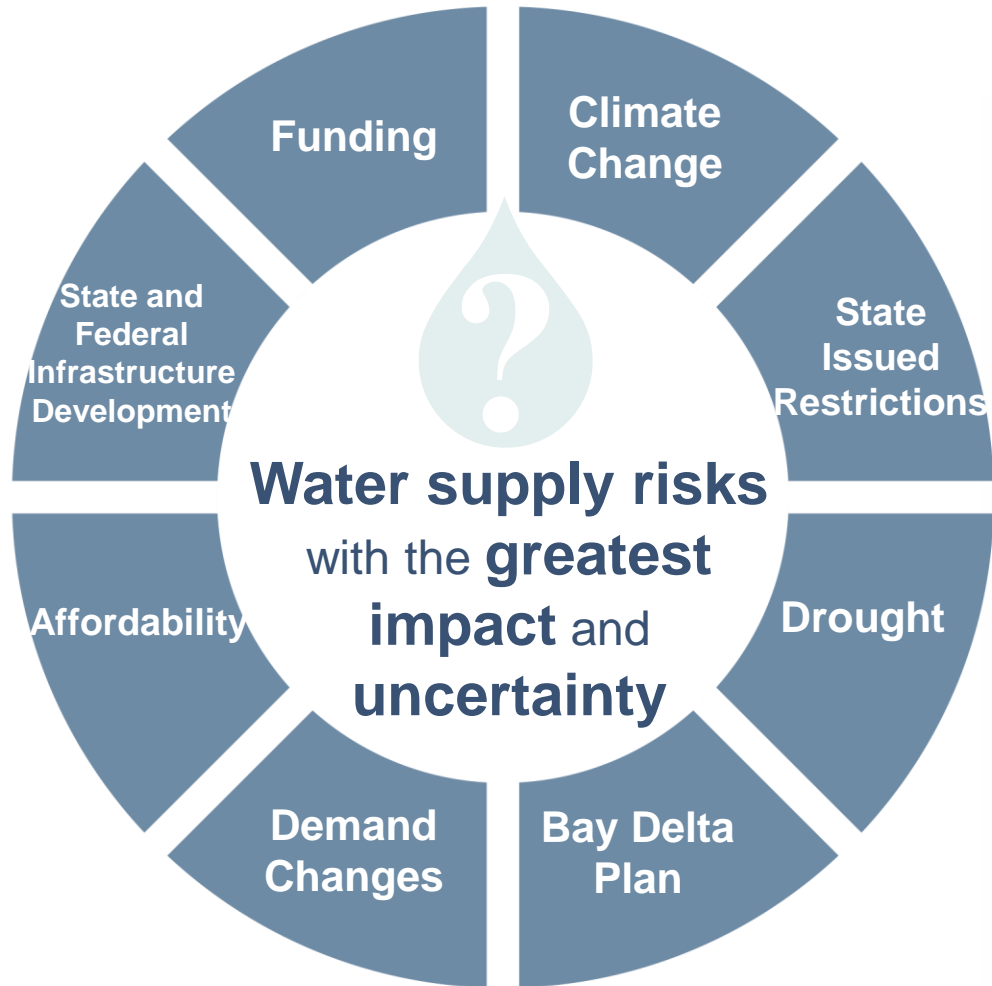 Funding
Climate
Change
State and
Federal
Infrastructure
Development
State
Issued
Restrictions
?
Water supply risks
with the greatest
impact and
uncertainty
Affordability
Drought
Demand
Changes
Bay Delta
Plan